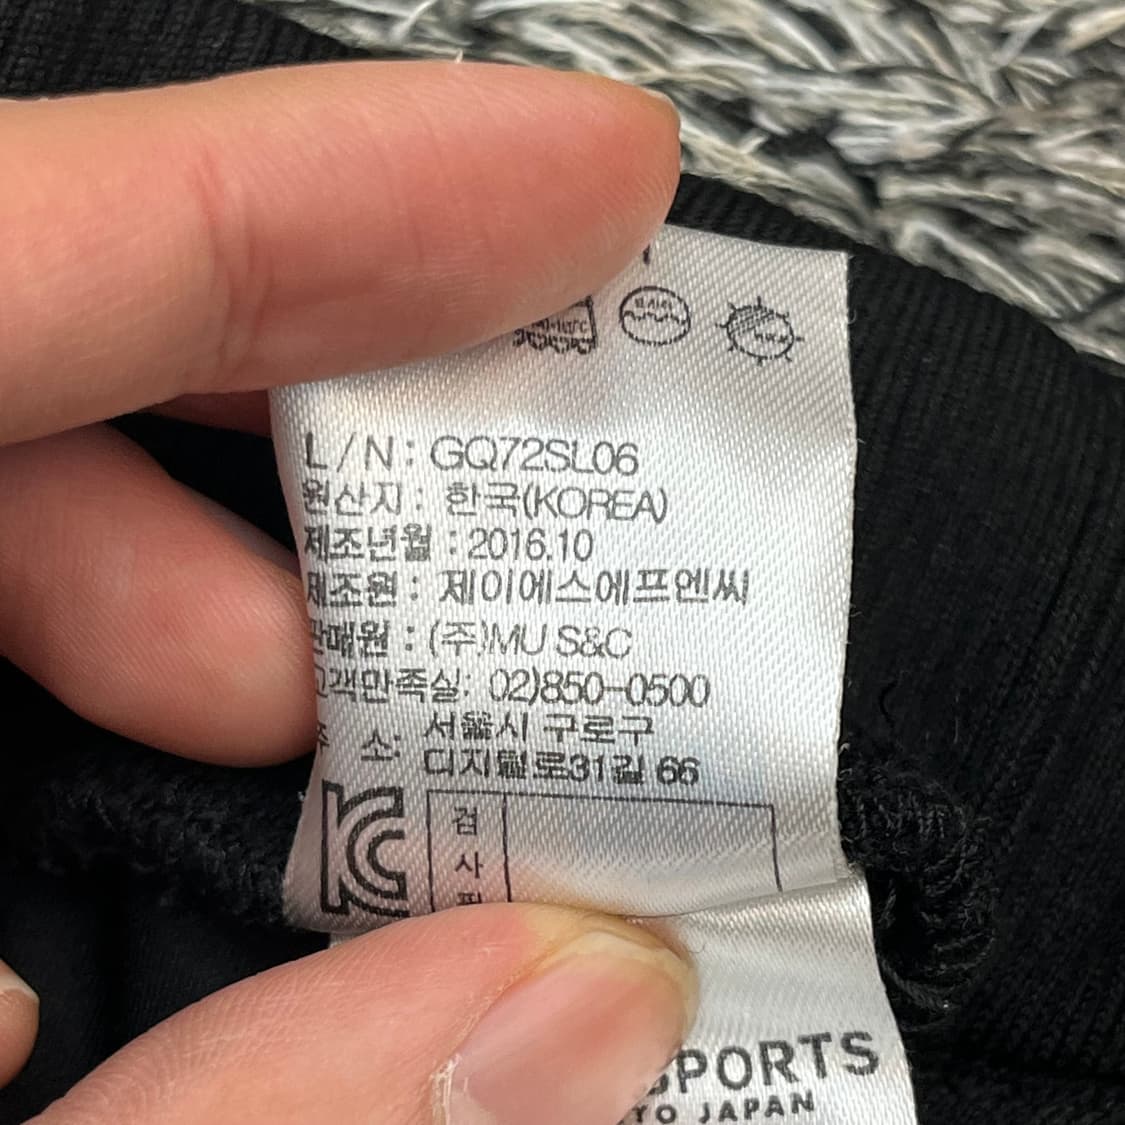 L/N: GQ72SL06
원산지: 한국(KOREA)
제조년월: 2016.10
제조원: 제이에스에프엔씨
판매원: (주)MU S&C
고객만족실: 02)850-0500
주 소: 서울시 구로구
디지털로31길 66
KC
검
사
SPORTS
JAPAN